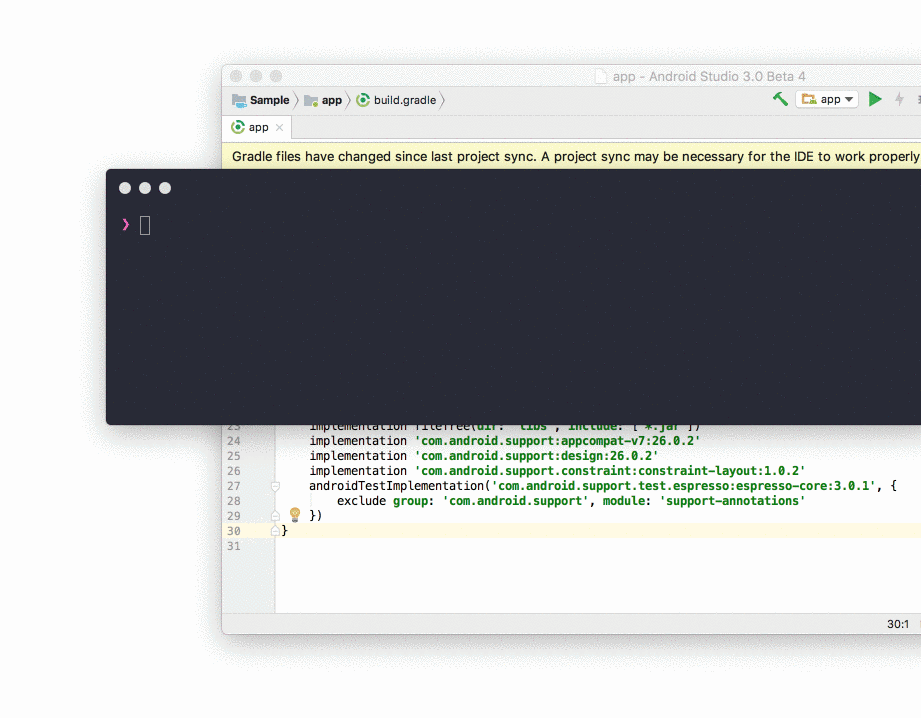 app - Android Studio 3.0 Beta 4
Sample app build.gradle app
app
Gradle files have changed since last project sync. A project sync may be necessary for the IDE to work properly
❯
23 implementation fileTree(dir: 'libs', include: ['*.jar'])
24 implementation 'com.android.support:appcompat-v7:26.0.2'
25 implementation 'com.android.support:design:26.0.2'
26 implementation 'com.android.support.constraint:constraint-layout:1.0.2'
27 androidTestImplementation('com.android.support.test.espresso:espresso-core:3.0.1', {
28 exclude group: 'com.android.support', module: 'support-annotations'
29 })
30 }
31
30:1